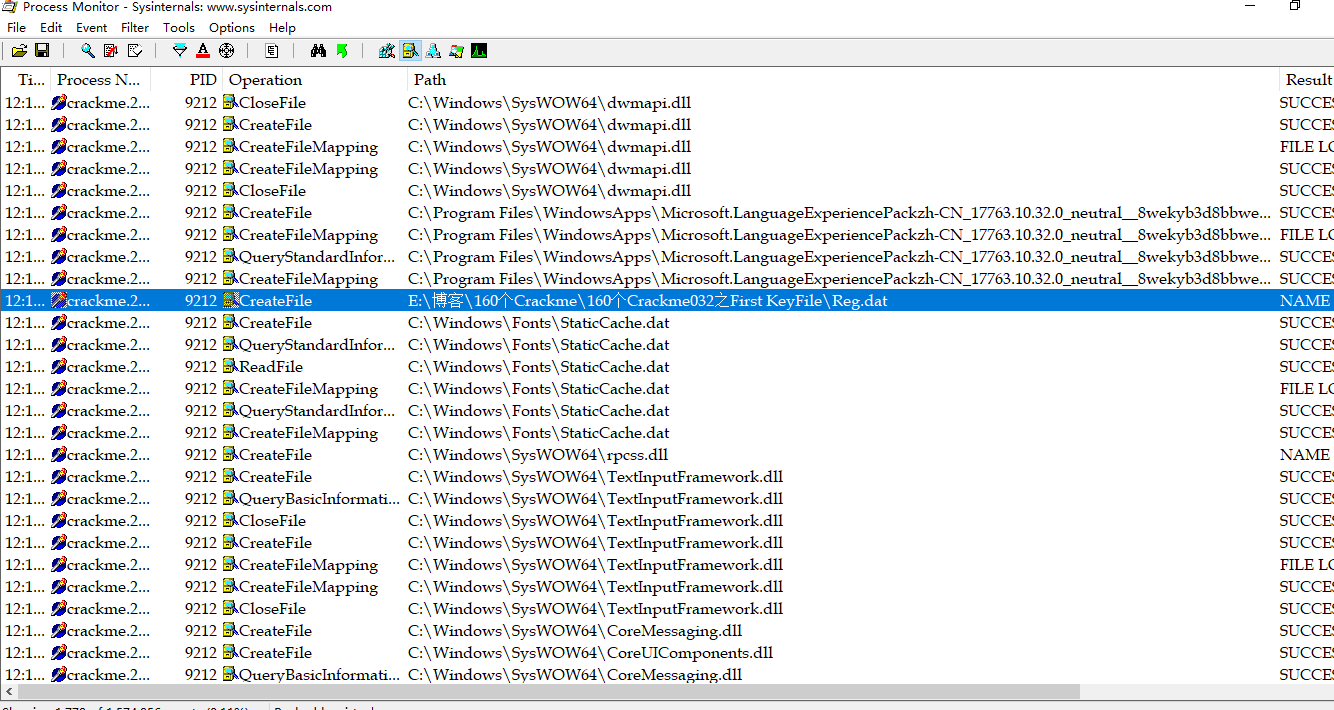 Process Monitor - Sysinternals: www.sysinternals.com
File Edit Event Filter Tools Options Help
Ti... Process N... PID Operation Path Result
12:1... crackme.2... 9212 CloseFile C:\Windows\SysWOW64\dwmapi.dll SUCCES
12:1... crackme.2... 9212 CreateFile C:\Windows\SysWOW64\dwmapi.dll SUCCES
12:1... crackme.2... 9212 CreateFileMapping C:\Windows\SysWOW64\dwmapi.dll FILE LO
12:1... crackme.2... 9212 CreateFileMapping C:\Windows\SysWOW64\dwmapi.dll SUCCES
12:1... crackme.2... 9212 CloseFile C:\Windows\SysWOW64\dwmapi.dll SUCCES
12:1... crackme.2... 9212 CreateFile C:\Program Files\WindowsApps\Microsoft.LanguageExperiencePackzh-CN_17763.10.32.0_neutral__8wekyb3d8bbwe... SUCCES
12:1... crackme.2... 9212 CreateFileMapping C:\Program Files\WindowsApps\Microsoft.LanguageExperiencePackzh-CN_17763.10.32.0_neutral__8wekyb3d8bbwe... FILE LO
12:1... crackme.2... 9212 QueryStandardInfor... C:\Program Files\WindowsApps\Microsoft.LanguageExperiencePackzh-CN_17763.10.32.0_neutral__8wekyb3d8bbwe... SUCCES
12:1... crackme.2... 9212 CreateFileMapping C:\Program Files\WindowsApps\Microsoft.LanguageExperiencePackzh-CN_17763.10.32.0_neutral__8wekyb3d8bbwe... SUCCES
12:1... crackme.2... 9212 CreateFile E:\博客\160个Crackme\160个Crackme032之First KeyFile\Reg.dat NAME
12:1... crackme.2... 9212 CreateFile C:\Windows\Fonts\StaticCache.dat SUCCES
12:1... crackme.2... 9212 QueryStandardInfor... C:\Windows\Fonts\StaticCache.dat SUCCES
12:1... crackme.2... 9212 ReadFile C:\Windows\Fonts\StaticCache.dat SUCCES
12:1... crackme.2... 9212 CreateFileMapping C:\Windows\Fonts\StaticCache.dat FILE LO
12:1... crackme.2... 9212 QueryStandardInfor... C:\Windows\Fonts\StaticCache.dat SUCCES
12:1... crackme.2... 9212 CreateFileMapping C:\Windows\Fonts\StaticCache.dat SUCCES
12:1... crackme.2... 9212 CreateFile C:\Windows\SysWOW64\rpcss.dll NAME
12:1... crackme.2... 9212 CreateFile C:\Windows\SysWOW64\TextInputFramework.dll SUCCES
12:1... crackme.2... 9212 QueryBasicInformati... C:\Windows\SysWOW64\TextInputFramework.dll SUCCES
12:1... crackme.2... 9212 CloseFile C:\Windows\SysWOW64\TextInputFramework.dll SUCCES
12:1... crackme.2... 9212 CreateFile C:\Windows\SysWOW64\TextInputFramework.dll SUCCES
12:1... crackme.2... 9212 CreateFileMapping C:\Windows\SysWOW64\TextInputFramework.dll FILE LO
12:1... crackme.2... 9212 CreateFileMapping C:\Windows\SysWOW64\TextInputFramework.dll SUCCES
12:1... crackme.2... 9212 CloseFile C:\Windows\SysWOW64\TextInputFramework.dll SUCCES
12:1... crackme.2... 9212 CreateFile C:\Windows\SysWOW64\CoreMessaging.dll SUCCES
12:1... crackme.2... 9212 CreateFile C:\Windows\SysWOW64\CoreUIComponents.dll SUCCES
12:1... crackme.2... 9212 QueryBasicInformati... C:\Windows\SysWOW64\CoreMessaging.dll SUCCES